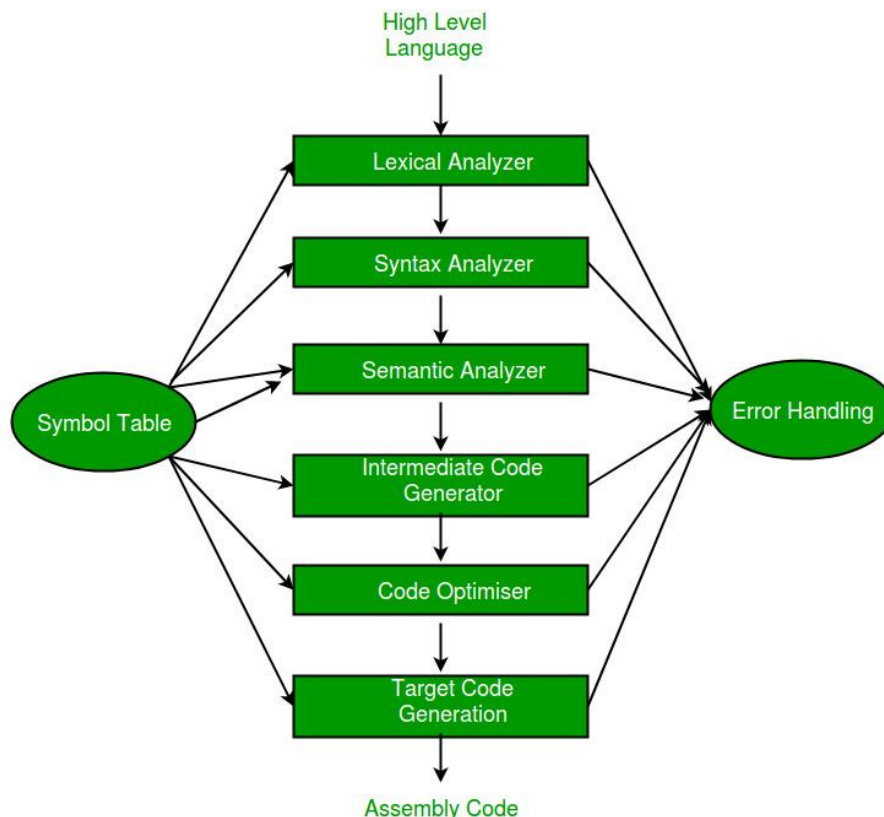 High Level
Language
Lexical Analyzer
Syntax Analyzer
Semantic Analyzer
Symbol Table
Error Handling
Intermediate Code
Generator
Code Optimiser
Target Code
Generation
Assembly Code